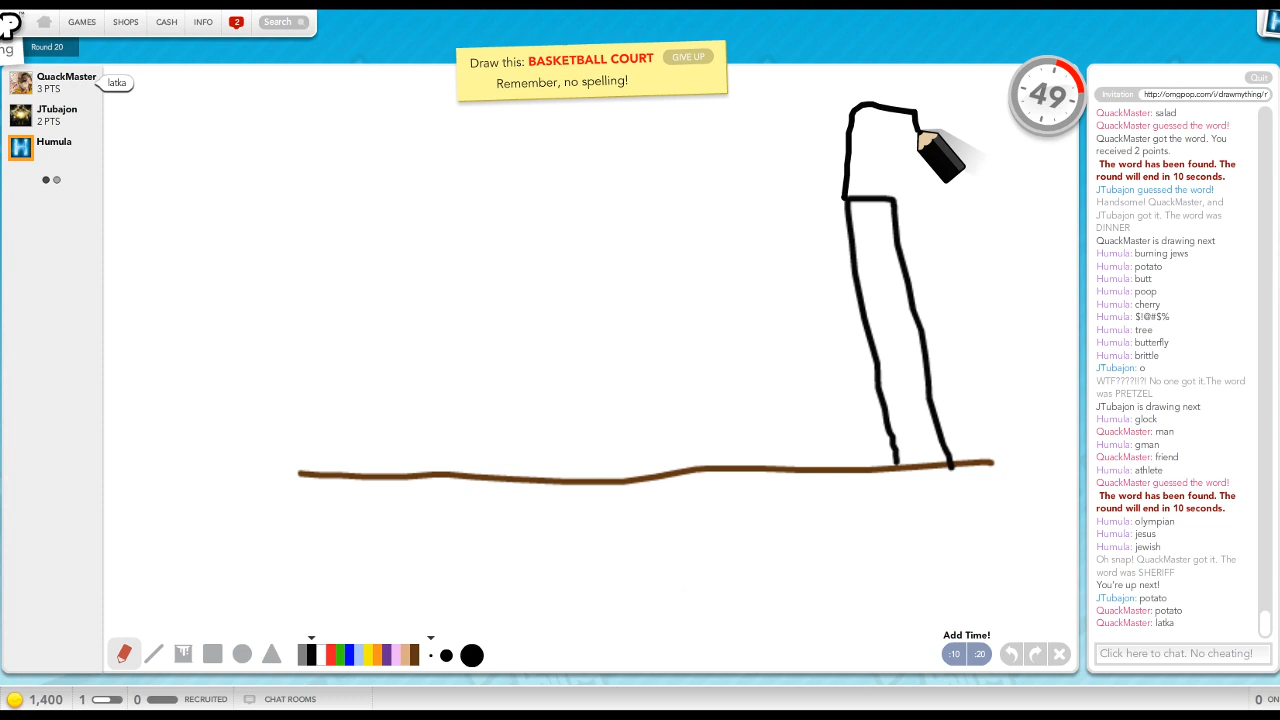 GAMES SHOPS CASH INFO 2 Search
ng Round 20
Draw this: BASKETBALL COURT GIVE UP
Remember, no spelling!
QuackMaster
3 PTS
latka
JTubajon
2 PTS
Humula
49
Quit
Invitation http://omgpop.com/i/drawmything/r
QuackMaster: salad
QuackMaster guessed the word!
QuackMaster got the word. You
received 2 points.
The word has been found. The
round will end in 10 seconds.
JTubajon guessed the word!
Handsome! QuackMaster, and
JTubajon got it. The word was
DINNER
QuackMaster is drawing next
Humula: burning jews
Humula: potato
Humula: butt
Humula: poop
Humula: cherry
Humula: $!@#$%
Humula: tree
Humula: butterfly
Humula: brittle
JTubajon: o
WTF????!!?! No one got it.The word
was PRETZEL
JTubajon is drawing next
Humula: glock
QuackMaster: man
Humula: gman
QuackMaster: friend
Humula: athlete
QuackMaster guessed the word!
The word has been found. The
round will end in 10 seconds.
Humula: olympian
Humula: jesus
Humula: jewish
Oh snap! QuackMaster got it. The
word was SHERIFF
You're up next!
JTubajon: potato
QuackMaster: potato
QuackMaster: latka
Click here to chat. No cheating!
Add Time!
:10 :20
1,400 1 0 RECRUITED CHAT ROOMS 0 ON